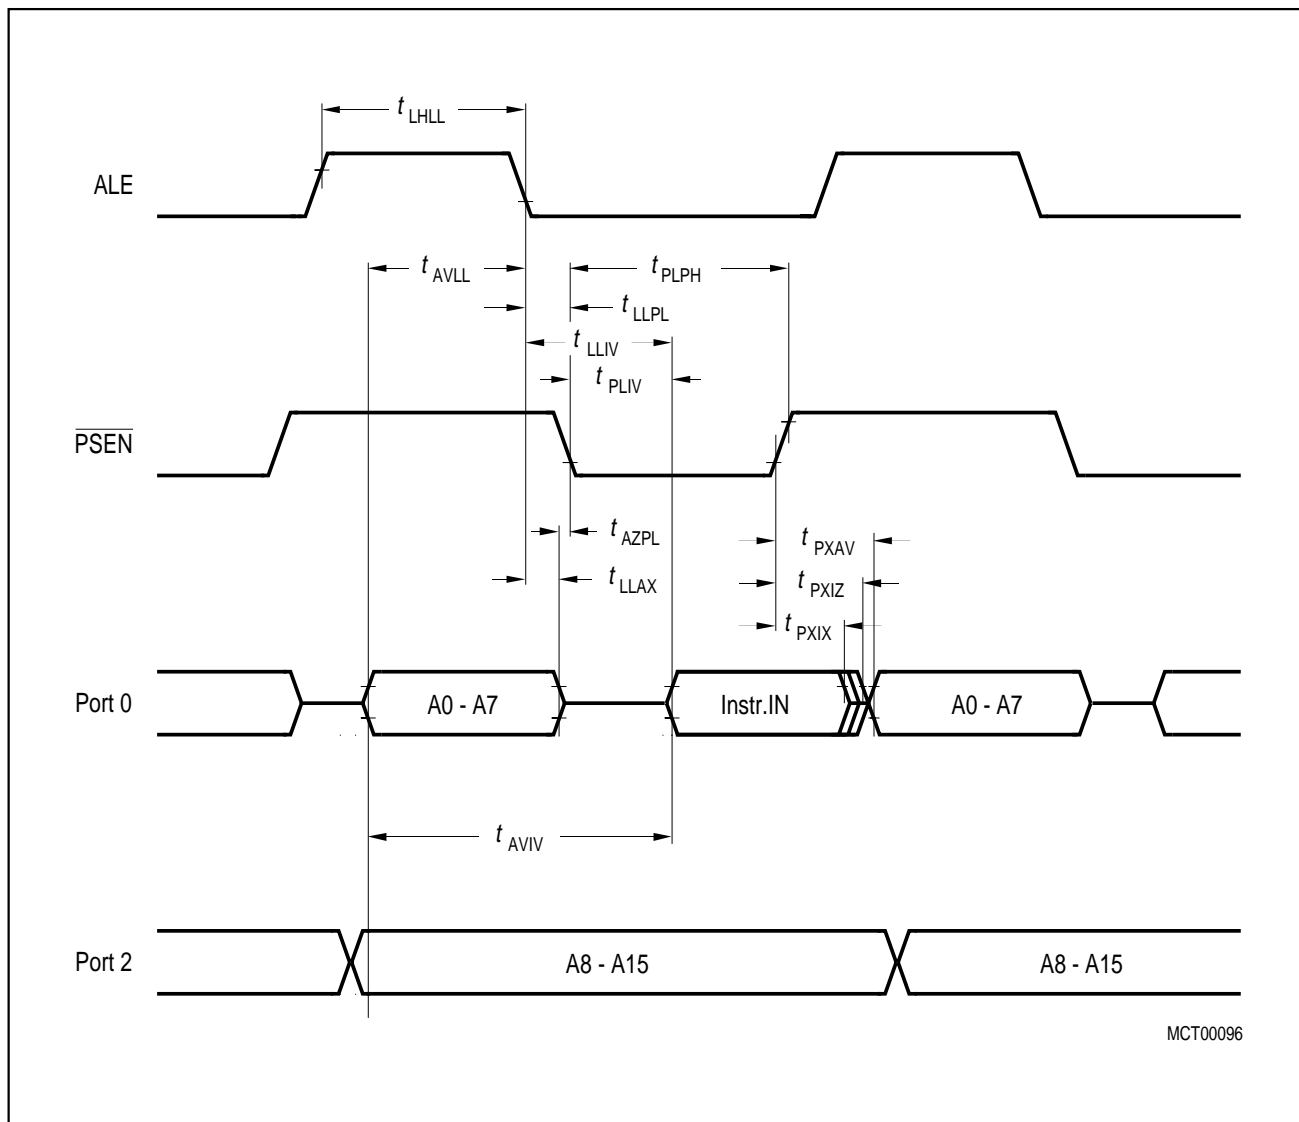 t LHLL
ALE
t AVLL
t PLPH
t LLPL
t LLIV
t PLIV
PSEN
t AZPL
t PXAV
t LLAX
t PXIZ
t PXIX
Port 0
A0 - A7
Instr.IN
A0 - A7
t AVIV
Port 2
A8 - A15
A8 - A15
MCT00096